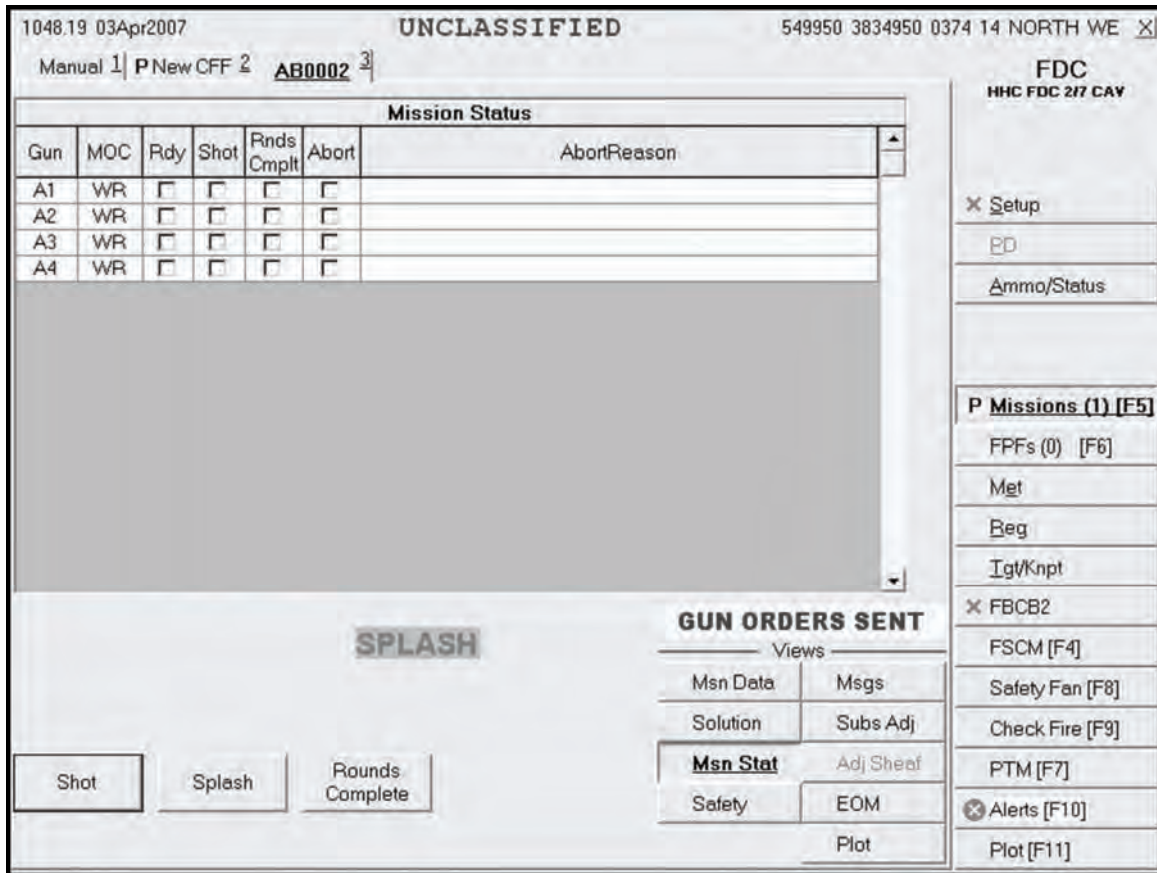 1048.19 03Apr2007 UNCLASSIFIED 549950 3834950 0374 14 NORTH WE X
Manual 1 P New CFF 2 AB0002 3
FDC
HHC FDC 2/7 CAV
Mission Status
Gun MOC Rdy Shot Rnds Cmplt Abort AbortReason
A1 WR
A2 WR
A3 WR
A4 WR
SPLASH
GUN ORDERS SENT
Views
Msn Data Msgs
Solution Subs Adj
Msn Stat Adj Sheaf
Safety EOM
Plot
Shot Splash Rounds Complete
Setup
PD
Ammo/Status
P Missions (1) [F5]
FPFs (0) [F6]
Met
Reg
Tgt/Knpt
FBCB2
FSCM [F4]
Safety Fan [F8]
Check Fire [F9]
PTM [F7]
Alerts [F10]
Plot [F11]